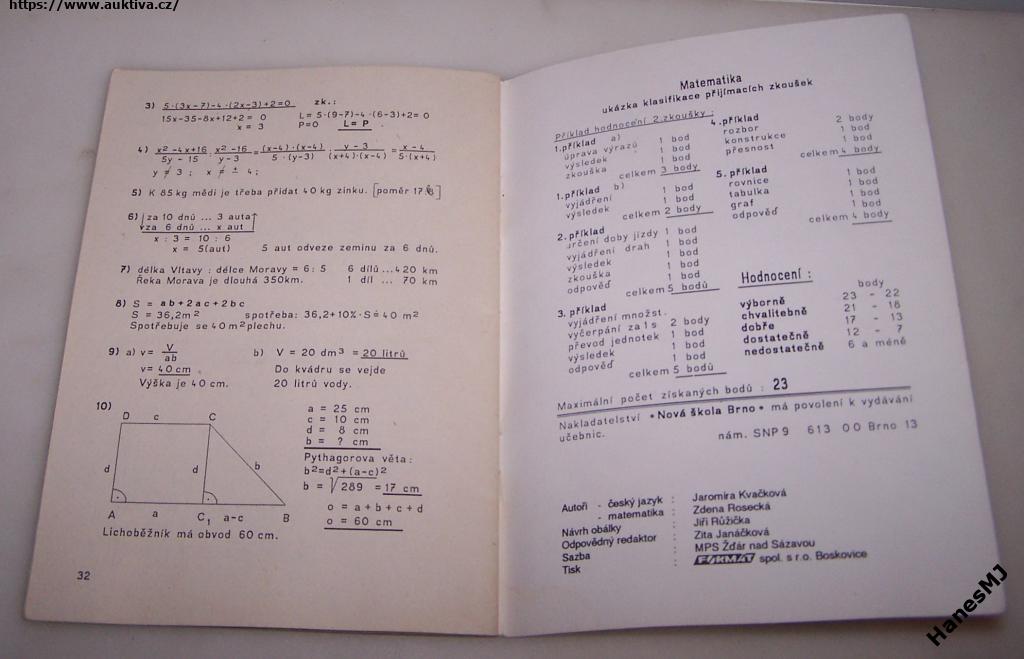 https://www.auktiva.cz/
3) 5·(3x-7)-4·(2x-3)+2=0 zk.:
15x-35-8x+12+2= 0 L= 5·(9-7)-4·(6-3)+2= 0
x = 3 P=0 L= P
4) x²-4x+16 / 5y-15 : x²-16 / y-3 = (x-4)·(x-4) / 5·(y-3) · y-3 / (x+4)·(x-4) = x-4 / 5·(x+4)
y ≠ 3 ; x ≠ ± 4 ;
5) K 85kg mědi je třeba přidat 40kg zinku. [poměr 17:8]
6) za 10 dnů ... 3 auta
za 6 dnů ... x aut
x : 3 = 10 : 6
x = 5(aut) 5 aut odveze zeminu za 6 dnů.
7) délka Vltavy : délce Moravy = 6: 5 6 dílů ... 420 km
Řeka Morava je dlouhá 350km. 1 díl ... 70 km
8) S = ab+2ac+2bc
S = 36,2m² spotřeba: 36,2+10%·S≐40 m²
Spotřebuje se 40m² plechu.
9) a) v= V/ab b) V = 20 dm³ = 20 litrů
v= 40cm Do kvádru se vejde
Výška je 40 cm. 20 litrů vody.
10) a = 25 cm
D c C c = 10 cm
d = 8 cm
b = ? cm
Pythagorova věta:
d d b b²=d²+(a-c)²
b = √289 = 17 cm
o = a+b+c+d
A a C₁ a-c B o = 60 cm
Lichoběžník má obvod 60 cm.
32
Matematika
ukázka klasifikace přijímacích zkoušek
Příklad hodnocení 2.zkoušky :
1.příklad a)
úprava výrazů 1 bod
výsledek 1 bod
zkouška 1 bod
celkem 3 body
1.příklad b)
vyjádření 1 bod
výsledek 1 bod
celkem 2 body
2. příklad
určení doby jízdy 1 bod
vyjádření drah 1 bod
výsledek 1 bod
zkouška 1 bod
odpověď 1 bod
celkem 5 bodů
3. příklad
vyjádření množst.
vyčerpání za 1s 2 body
převod jednotek 1 bod
výsledek 1 bod
odpověď 1 bod
celkem 5 bodů
4.příklad
rozbor 2 body
konstrukce 1 bod
přesnost 1 bod
celkem 4 body
5. příklad
rovnice 1 bod
tabulka 1 bod
graf 1 bod
odpověď 1 bod
celkem 4 body
Hodnocení :
body
výborně 23 - 22
chvalitebně 21 - 18
dobře 17 - 13
dostatečně 12 - 7
nedostatečně 6 a méně
Maximální počet získaných bodů : 23
Nakladatelství •Nová škola Brno• má povolení k vydávání
učebnic.
nám. SNP 9 613 00 Brno 13
Autoři - český jazyk : Jaromíra Kvačková
- matematika : Zdena Rosecká
Návrh obálky : Jiří Růžička
Odpovědný redaktor : Zita Janáčková
Sazba : MPS Žďár nad Sázavou
Tisk : FORMÁT spol. s r.o. Boskovice
HanesMJ